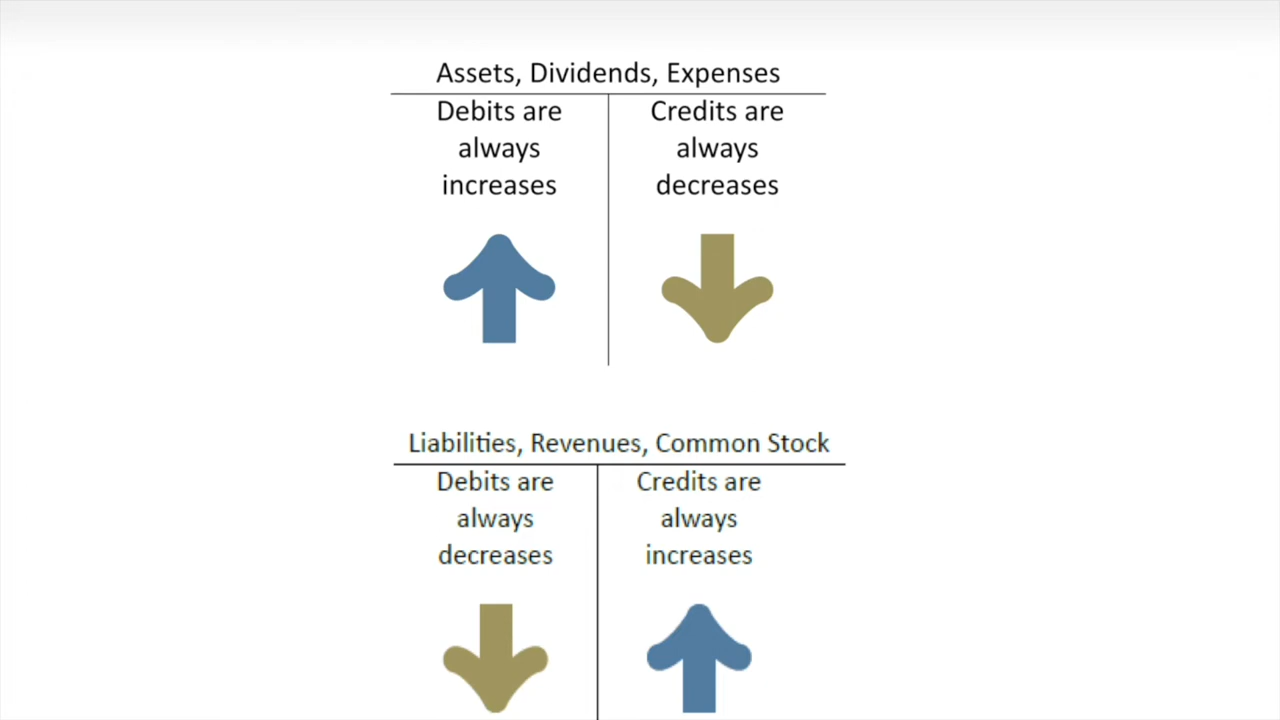 Assets, Dividends, Expenses
Debits are
always
increases
Credits are
always
decreases
Liabilities, Revenues, Common Stock
Debits are
always
decreases
Credits are
always
increases